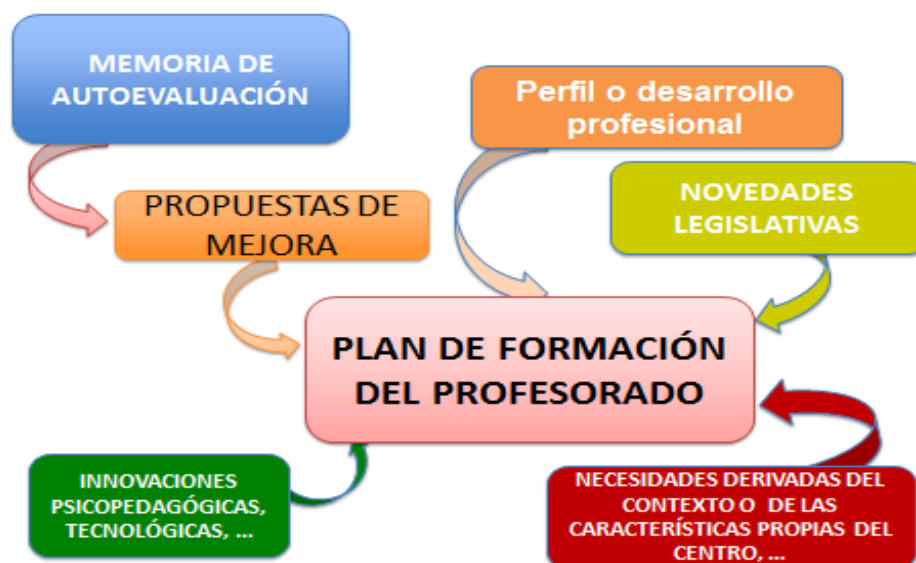 MEMORIA DE
AUTOEVALUACIÓN
Perfil o desarrollo
profesional
PROPUESTAS DE
MEJORA
NOVEDADES
LEGISLATIVAS
PLAN DE FORMACIÓN
DEL PROFESORADO
INNOVACIONES
PSICOPEDAGÓGICAS,
TECNOLÓGICAS, ...
NECESIDADES DERIVADAS DEL
CONTEXTO O DE LAS
CARACTERÍSTICAS PROPIAS DEL
CENTRO, ...